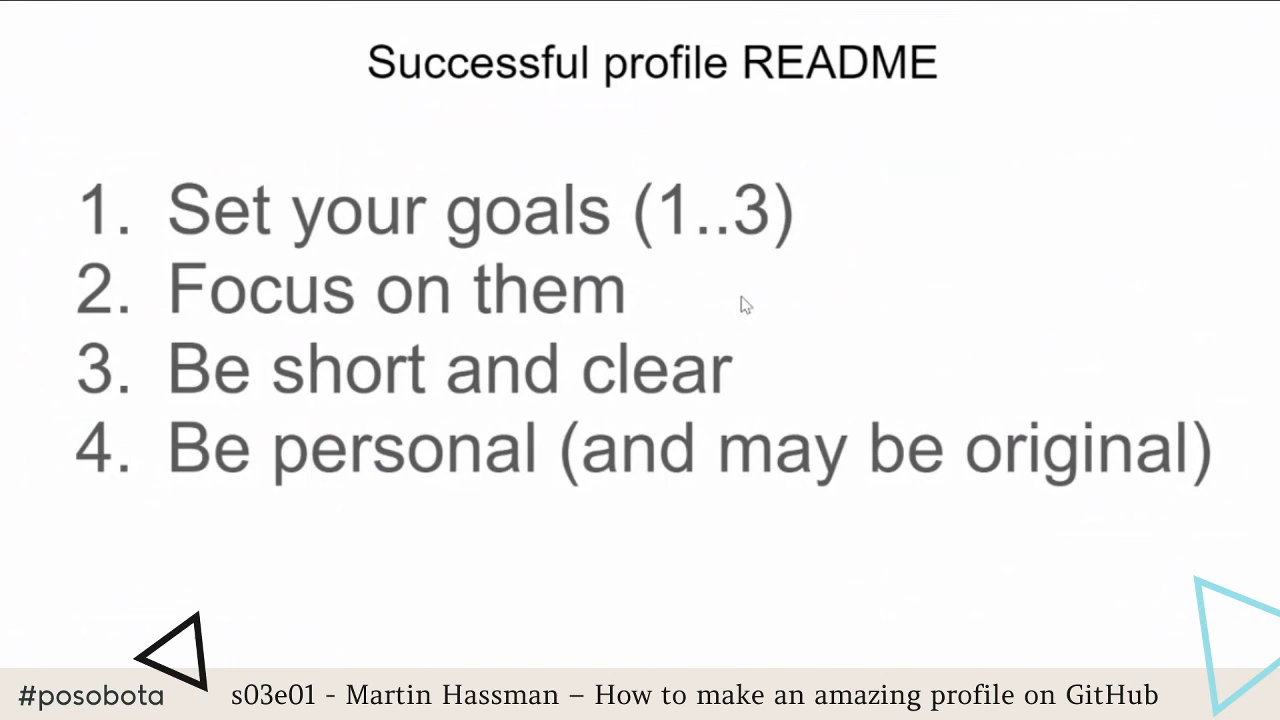 Successful profile README
1. Set your goals (1..3)
2. Focus on them
3. Be short and clear
4. Be personal (and may be original)
#posobota s03e01 - Martin Hassman – How to make an amazing profile on GitHub